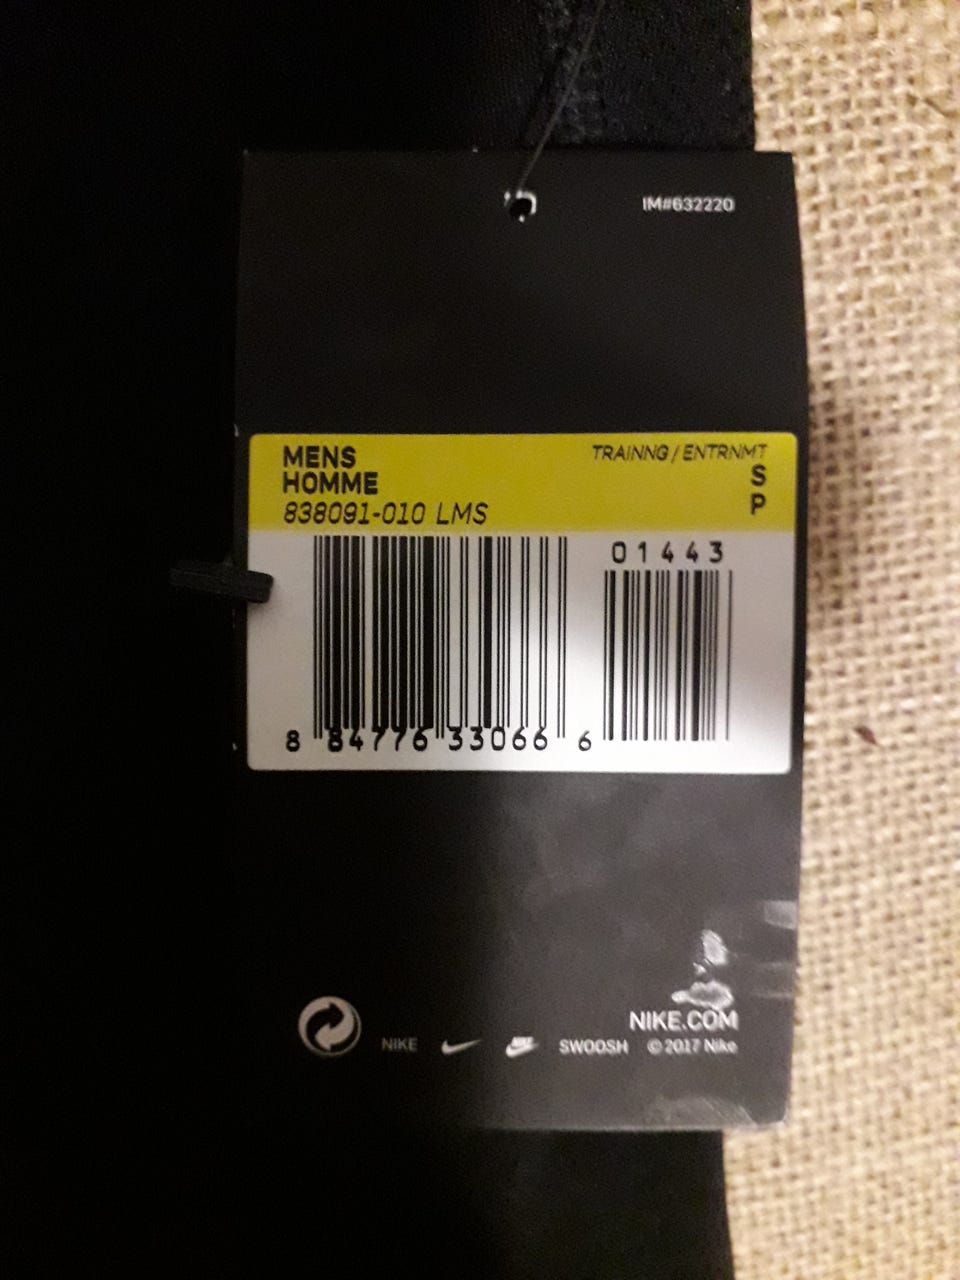 IM#632220
MENS
HOMME
838091-010 LMS
TRAINNG / ENTRNMT
S
P
01443
8 84776 33066 6
NIKE.COM
NIKE NIKE SWOOSH © 2017 Nike